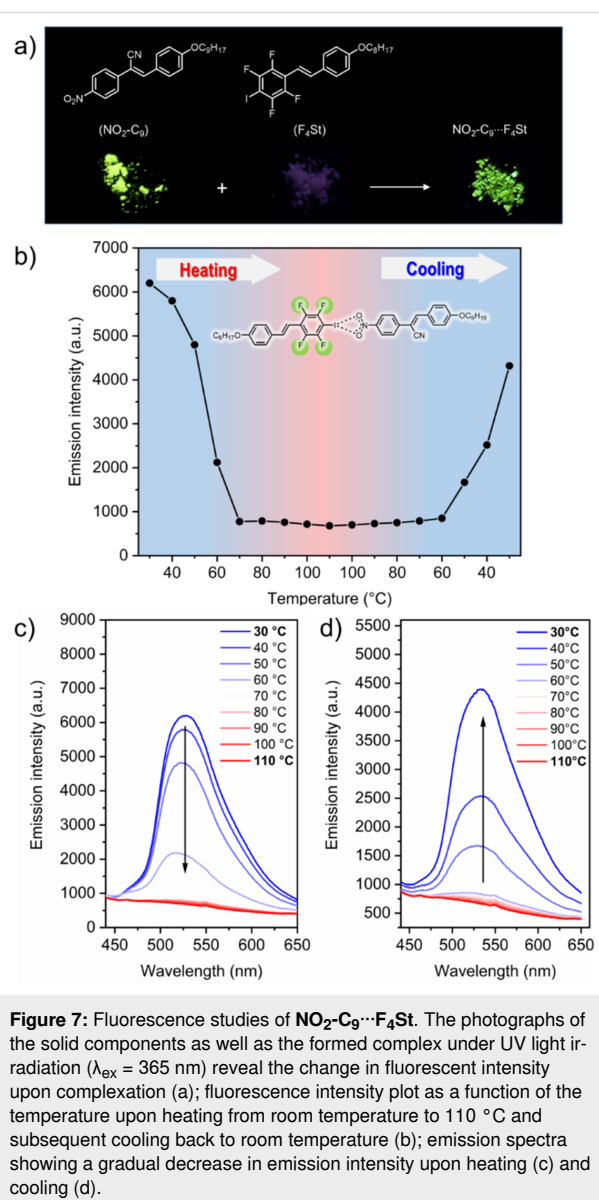 a)
CN
OC9H17
O2N
(NO2-C9)
F
F
I
F
F
OC8H17
(F4St)
NO2-C9···F4St
+
b)
7000
6000
5000
4000
3000
2000
1000
0
Emission intensity (a.u.)
Heating
Cooling
F
F
C8H17O
F
F
I
O
N
O
CN
40
60
80
100
100
80
60
40
Temperature (°C)
c)
9000
8000
7000
6000
5000
4000
3000
2000
1000
0
Emission intensity (a.u.)
30 °C
40 °C
50 °C
60 °C
70 °C
80 °C
90 °C
100 °C
110 °C
450
500
550
600
650
Wavelength (nm)
d)
5500
5000
4500
4000
3500
3000
2500
2000
1500
1000
500
Emission intensity (a.u.)
30°C
40°C
50°C
60°C
70°C
80°C
90°C
100°C
110°C
450
500
550
600
650
Wavelength (nm)
Figure 7: Fluorescence studies of NO2-C9···F4St. The photographs of
the solid components as well as the formed complex under UV light ir-
radiation (λex = 365 nm) reveal the change in fluorescent intensity
upon complexation (a); fluorescence intensity plot as a function of the
temperature upon heating from room temperature to 110 °C and
subsequent cooling back to room temperature (b); emission spectra
showing a gradual decrease in emission intensity upon heating (c) and
cooling (d).